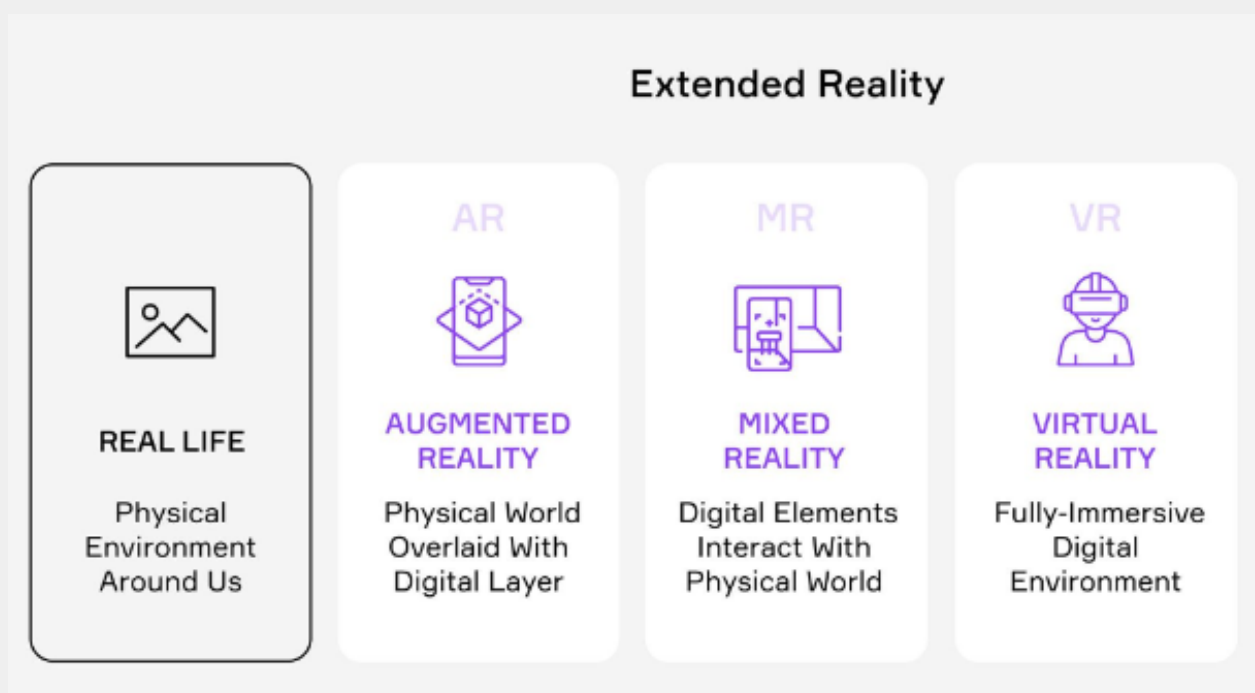 Extended Reality
REAL LIFE
Physical
Environment
Around Us
AR
AUGMENTED
REALITY
Physical World
Overlaid With
Digital Layer
MR
MIXED
REALITY
Digital Elements
Interact With
Physical World
VR
VIRTUAL
REALITY
Fully-Immersive
Digital
Environment